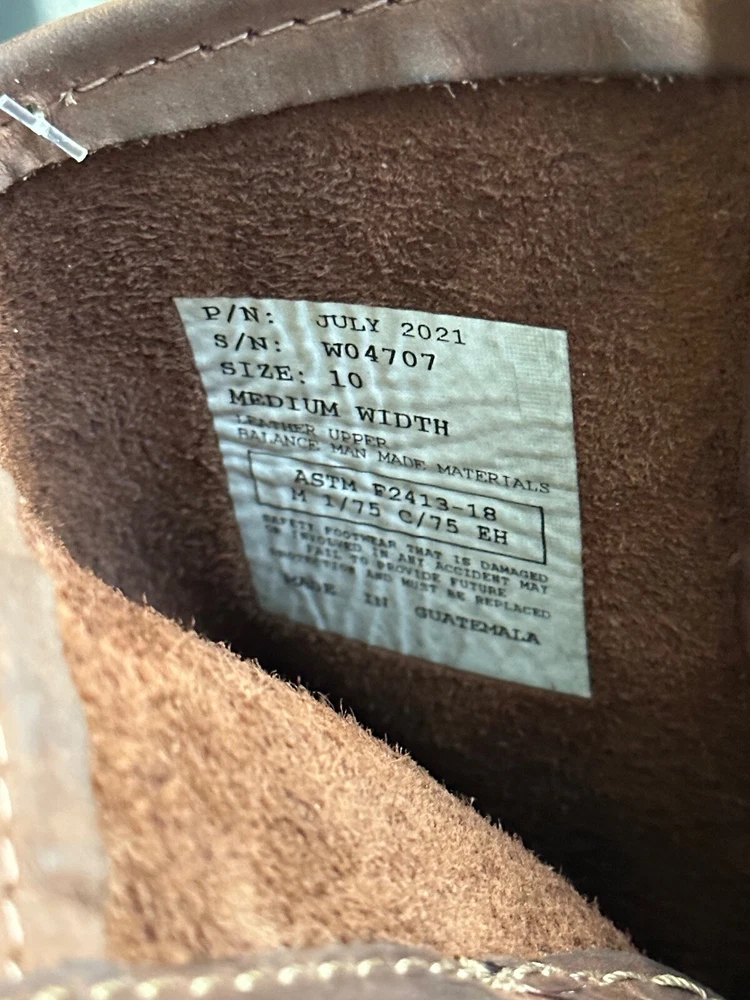 P/N: JULY 2021
S/N: W04707
SIZE: 10
MEDIUM WIDTH
LEATHER UPPER
BALANCE MAN MADE MATERIALS
ASTM F2413-18
M I/75 C/75 EH
SAFETY FOOTWEAR THAT IS DAMAGED
OR INVOLVED IN ANY ACCIDENT MAY
FAIL TO PROVIDE FUTURE
PROTECTION AND MUST BE REPLACED
MADE IN GUATEMALA